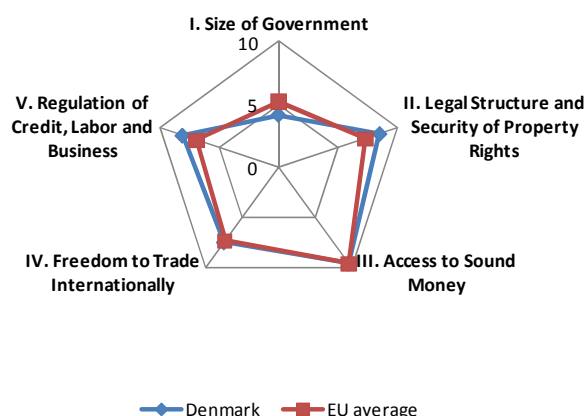 I. Size of Government
10
5
0
II. Legal Structure and
Security of Property
Rights
III. Access to Sound
Money
IV. Freedom to Trade
Internationally
V. Regulation of
Credit, Labor and
Business
Denmark
EU average